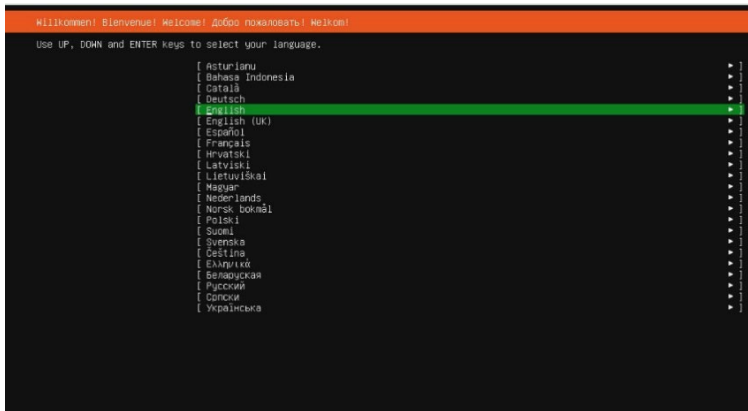 Willkommen! Bienvenue! Welcome! Добро пожаловать! Welkom!
Use UP, DOWN and ENTER keys to select your language.
[ Asturianu ▸ ]
[ Bahasa Indonesia ▸ ]
[ Català ▸ ]
[ Deutsch ▸ ]
[ English ▸ ]
[ English (UK) ▸ ]
[ Español ▸ ]
[ Français ▸ ]
[ Hrvatski ▸ ]
[ Latviski ▸ ]
[ Lietuviškai ▸ ]
[ Magyar ▸ ]
[ Nederlands ▸ ]
[ Norsk bokmål ▸ ]
[ Polski ▸ ]
[ Suomi ▸ ]
[ Svenska ▸ ]
[ Čeština ▸ ]
[ Ελληνικά ▸ ]
[ Беларуская ▸ ]
[ Русский ▸ ]
[ Српски ▸ ]
[ Українська ▸ ]